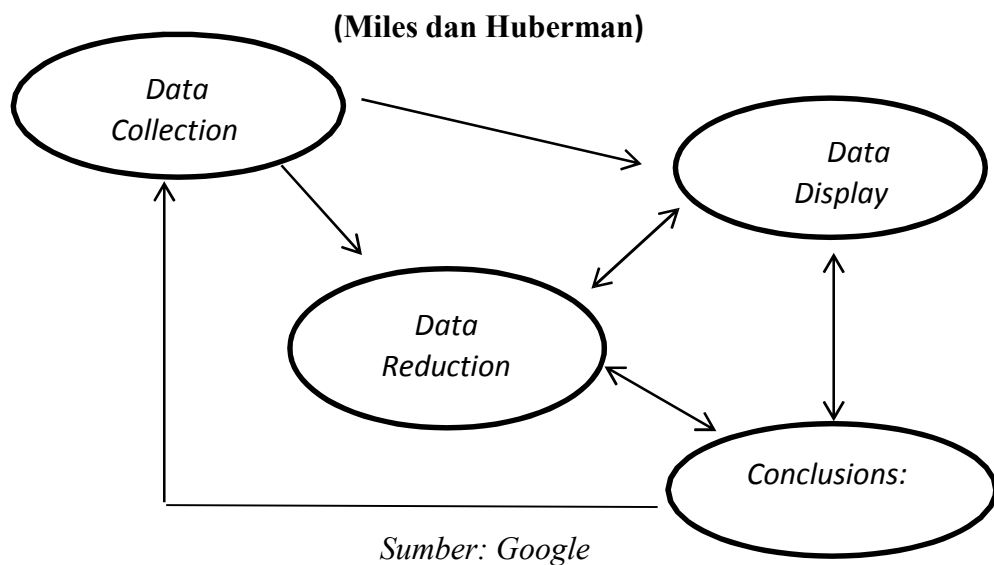 (Miles dan Huberman)
Data
Collection
Data
Display
Data
Reduction
Conclusions:
Sumber: Google